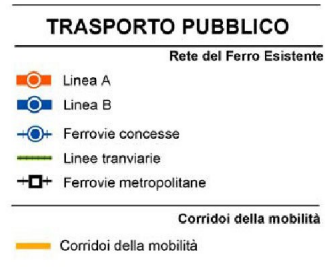 TRASPORTO PUBBLICO
Rete del Ferro Esistente
Linea A
Linea B
Ferrovie concesse
Linee tranviarie
Ferrovie metropolitane
Corridoi della mobilità
Corridoi della mobilità